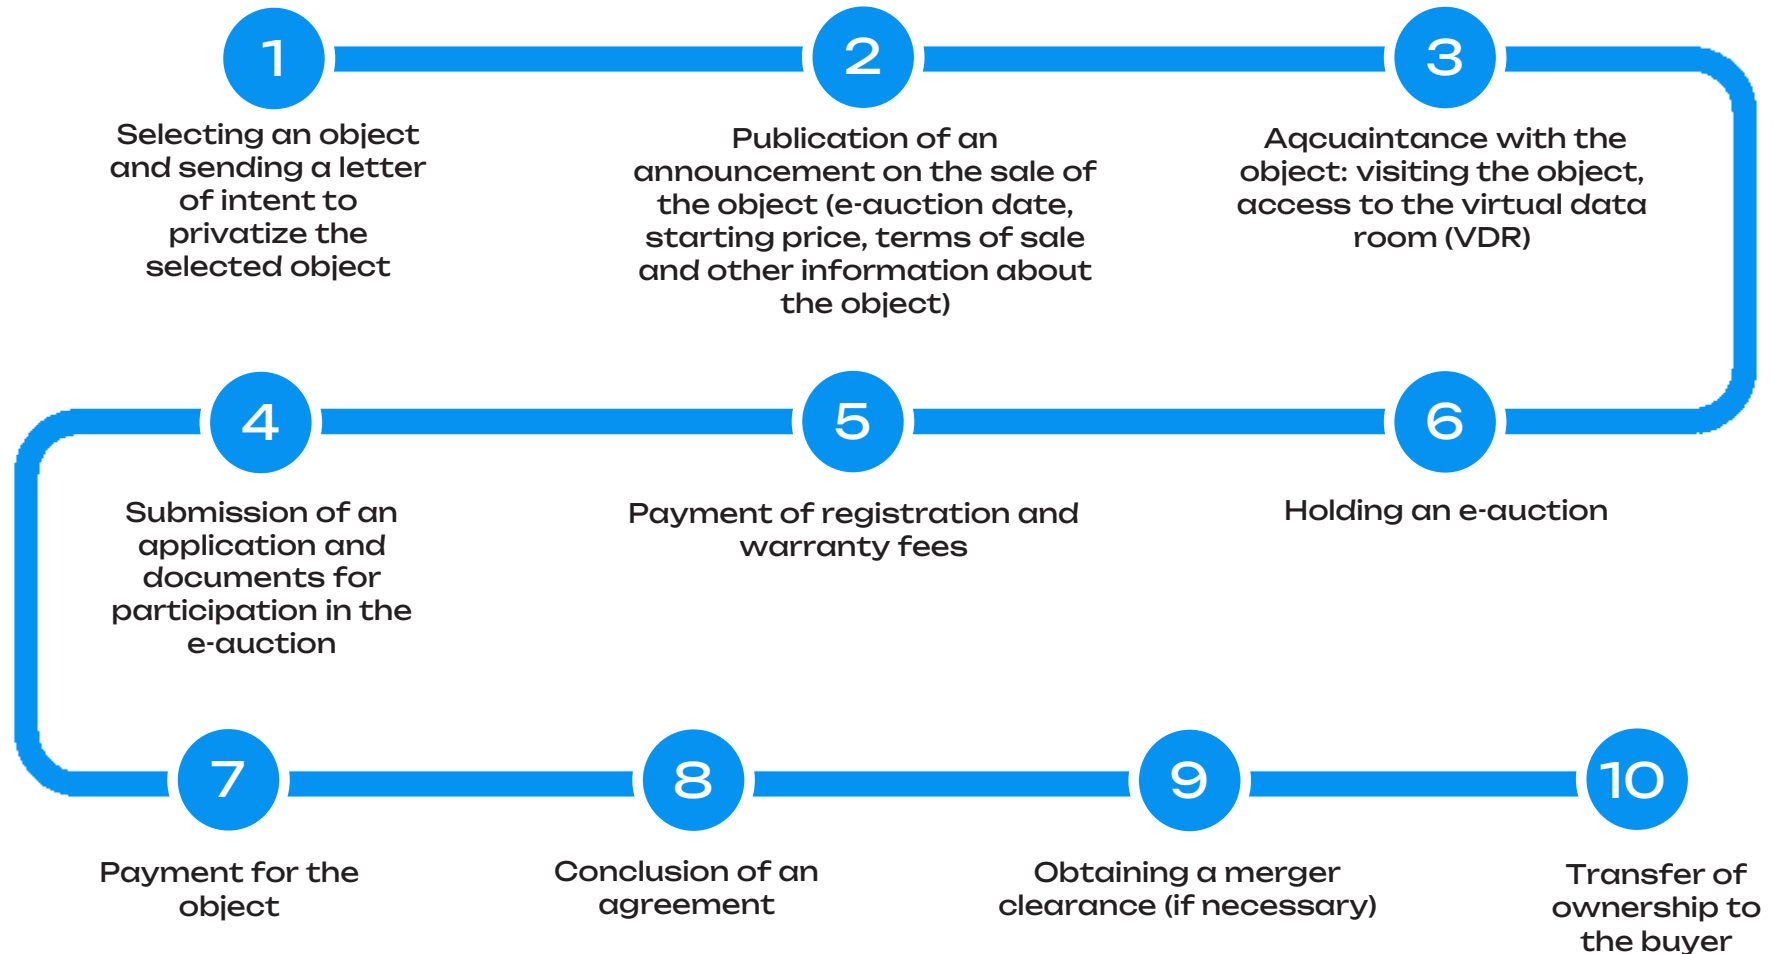 1
Selecting an object
and sending a letter
of intent to
privatize the
selected object
2
Publication of an
announcement on the sale of
the object (e-auction date,
starting price, terms of sale
and other information about
the object)
3
Aqcuaintance with the
object: visiting the object,
access to the virtual data
room (VDR)
4
Submission of an
application and
documents for
participation in the
e-auction
5
Payment of registration and
warranty fees
6
Holding an e-auction
7
Payment for the
object
8
Conclusion of an
agreement
9
Obtaining a merger
clearance (if necessary)
10
Transfer of
ownership to
the buyer